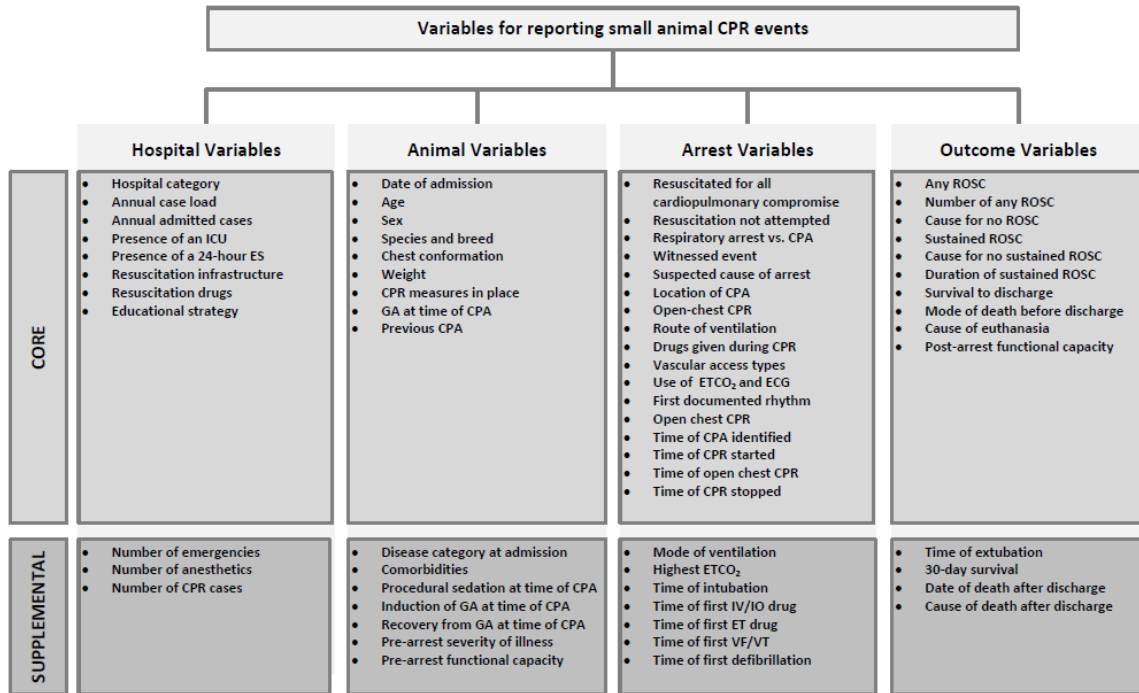 Variables for reporting small animal CPR events
Hospital Variables
Animal Variables
Arrest Variables
Outcome Variables
CORE
• Hospital category
• Annual case load
• Annual admitted cases
• Presence of an ICU
• Presence of a 24-hour ES
• Resuscitation infrastructure
• Resuscitation drugs
• Educational strategy
• Date of admission
• Age
• Sex
• Species and breed
• Chest conformation
• Weight
• CPR measures in place
• GA at time of CPA
• Previous CPA
• Resuscitated for all
cardiopulmonary compromise
• Resuscitation not attempted
• Respiratory arrest vs. CPA
• Witnessed event
• Suspected cause of arrest
• Location of CPA
• Open-chest CPR
• Route of ventilation
• Drugs given during CPR
• Vascular access types
• Use of ETCO₂ and ECG
• First documented rhythm
• Open chest CPR
• Time of CPA identified
• Time of CPR started
• Time of open chest CPR
• Time of CPR stopped
• Any ROSC
• Number of any ROSC
• Cause for no ROSC
• Sustained ROSC
• Cause for no sustained ROSC
• Duration of sustained ROSC
• Survival to discharge
• Mode of death before discharge
• Cause of euthanasia
• Post-arrest functional capacity
SUPPLEMENTAL
• Number of emergencies
• Number of anesthetics
• Number of CPR cases
• Disease category at admission
• Comorbidities
• Procedural sedation at time of CPA
• Induction of GA at time of CPA
• Recovery from GA at time of CPA
• Pre-arrest severity of illness
• Pre-arrest functional capacity
• Mode of ventilation
• Highest ETCO₂
• Time of intubation
• Time of first IV/IO drug
• Time of first ET drug
• Time of first VF/VT
• Time of first defibrillation
• Time of extubation
• 30-day survival
• Date of death after discharge
• Cause of death after discharge